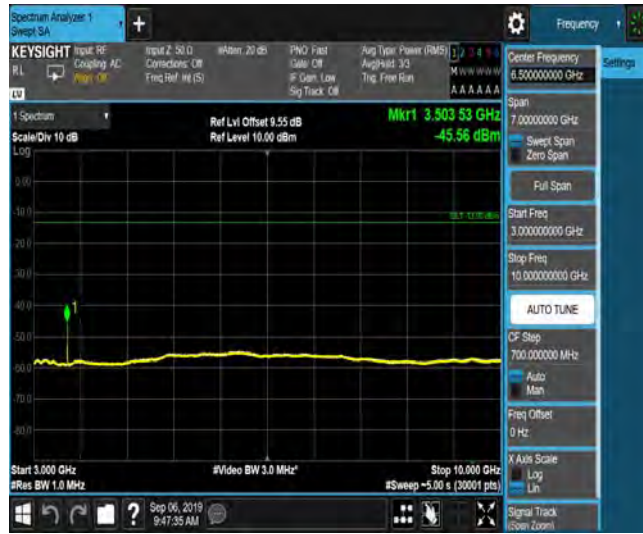 Spectrum Analyzer 1
Swept SA
+
Frequency
KEYSIGHT
Input: RF
Coupling: AC
Align: Off
Input Z: 50 Ω
Corrections: Off
Freq Ref: Int (S)
#Atten: 20 dB
PNO: Fast
Gate: Off
IF Gain: Low
Sig Track: Off
Avg Type: Power (RMS)
Avg|Hold: 3/3
Trig: Free Run
1 2 3 4 5 6
M W W W W W
A A A A A A
RL
LV
Center Frequency
6.500000000 GHz
Settings
1 Spectrum
Ref Lvl Offset 9.55 dB
Mkr1 3.503 53 GHz
Scale/Div 10 dB
Ref Level 10.00 dBm
-45.56 dBm
Log
0.00
-10.0
-20.0
-30.0
-40.0
-50.0
-60.0
-70.0
-80.0
DL1 -13.00 dBm
1
Span
7.00000000 GHz
Swept Span
Zero Span
Full Span
Start Freq
3.000000000 GHz
Stop Freq
10.000000000 GHz
AUTO TUNE
CF Step
700.000000 MHz
Auto
Man
Freq Offset
0 Hz
X Axis Scale
Log
Lin
Signal Track
(Span Zoom)
Start 3.000 GHz
#Video BW 3.0 MHz*
Stop 10.000 GHz
#Res BW 1.0 MHz
#Sweep ~5.00 s (30001 pts)
?
Sep 06, 2019
9:47:35 AM